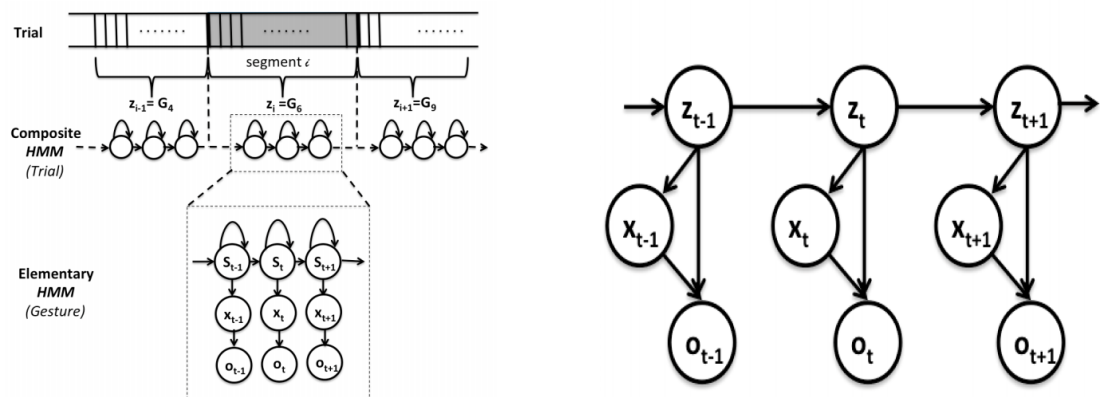 Trial
.......
.......
.......
segment i
z_{i-1}= G_4
z_i =G_6
z_{i+1}= G_9
Composite
HMM
(Trial)
Elementary
HMM
(Gesture)
S_{t-1}
S_t
S_{t+1}
x_{t-1}
x_t
x_{t+1}
o_{t-1}
o_t
o_{t+1}
z_{t-1}
z_t
z_{t+1}
x_{t-1}
x_t
x_{t+1}
o_{t-1}
o_t
o_{t+1}